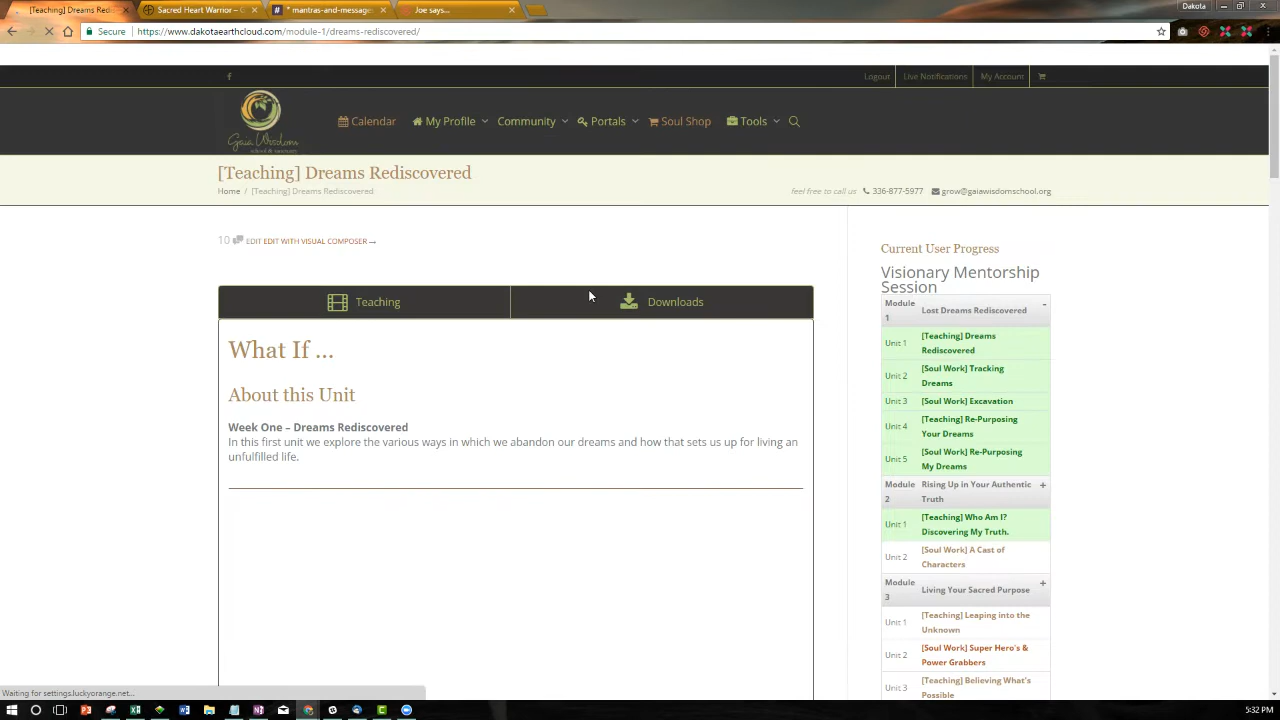 [Teaching] Dreams Red
Sacred Heart Warrior – G
* mantras-and-message
Joe says...
Dakota
Secure
https://www.dakotaearthcloud.com/module-1/dreams-rediscovered/
Logout
Live Notifications
My Account
Gaia Wisdom
school & sanctuary
Calendar
My Profile
Community
Portals
Soul Shop
Tools
[Teaching] Dreams Rediscovered
Home / [Teaching] Dreams Rediscovered
feel free to call us 336-877-5977 grow@gaiawisdomschool.org
10 EDIT EDIT WITH VISUAL COMPOSER →
Teaching
Downloads
What If ...
About this Unit
Week One – Dreams Rediscovered
In this first unit we explore the various ways in which we abandon our dreams and how that sets us up for living an
unfulfilled life.
Current User Progress
Visionary Mentorship
Session
Module
1
Lost Dreams Rediscovered
-
Unit 1
[Teaching] Dreams
Rediscovered
Unit 2
[Soul Work] Tracking
Dreams
Unit 3
[Soul Work] Excavation
Unit 4
[Teaching] Re-Purposing
Your Dreams
Unit 5
[Soul Work] Re-Purposing
My Dreams
Module
2
Rising Up in Your Authentic
Truth
+
Unit 1
[Teaching] Who Am I?
Discovering My Truth.
Unit 2
[Soul Work] A Cast of
Characters
Module
3
Living Your Sacred Purpose
+
Unit 1
[Teaching] Leaping into the
Unknown
Unit 2
[Soul Work] Super Hero's &
Power Grabbers
Unit 3
[Teaching] Believing What's
Possible
Waiting for settings.luckyorange.net...
5:32 PM